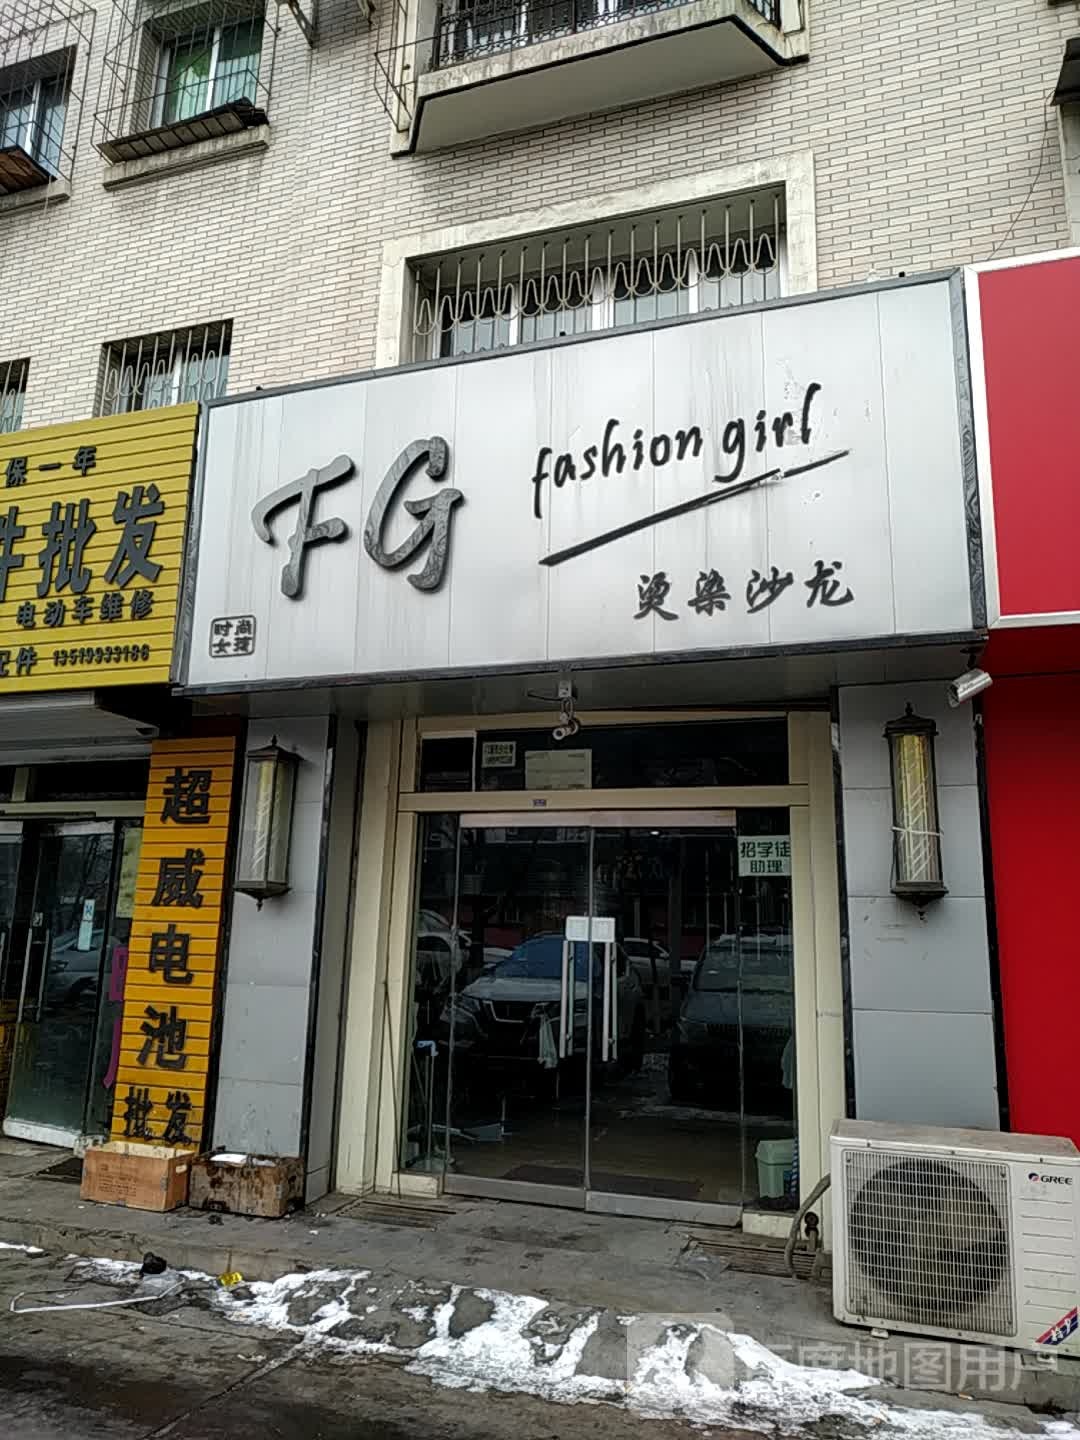 保一年
件批发
电动车维修
配件 13519933186
超威电池批发
FG
fashion girl
烫染沙龙
时尚
女孩
招学徒
助理
GREE
百度地图用户